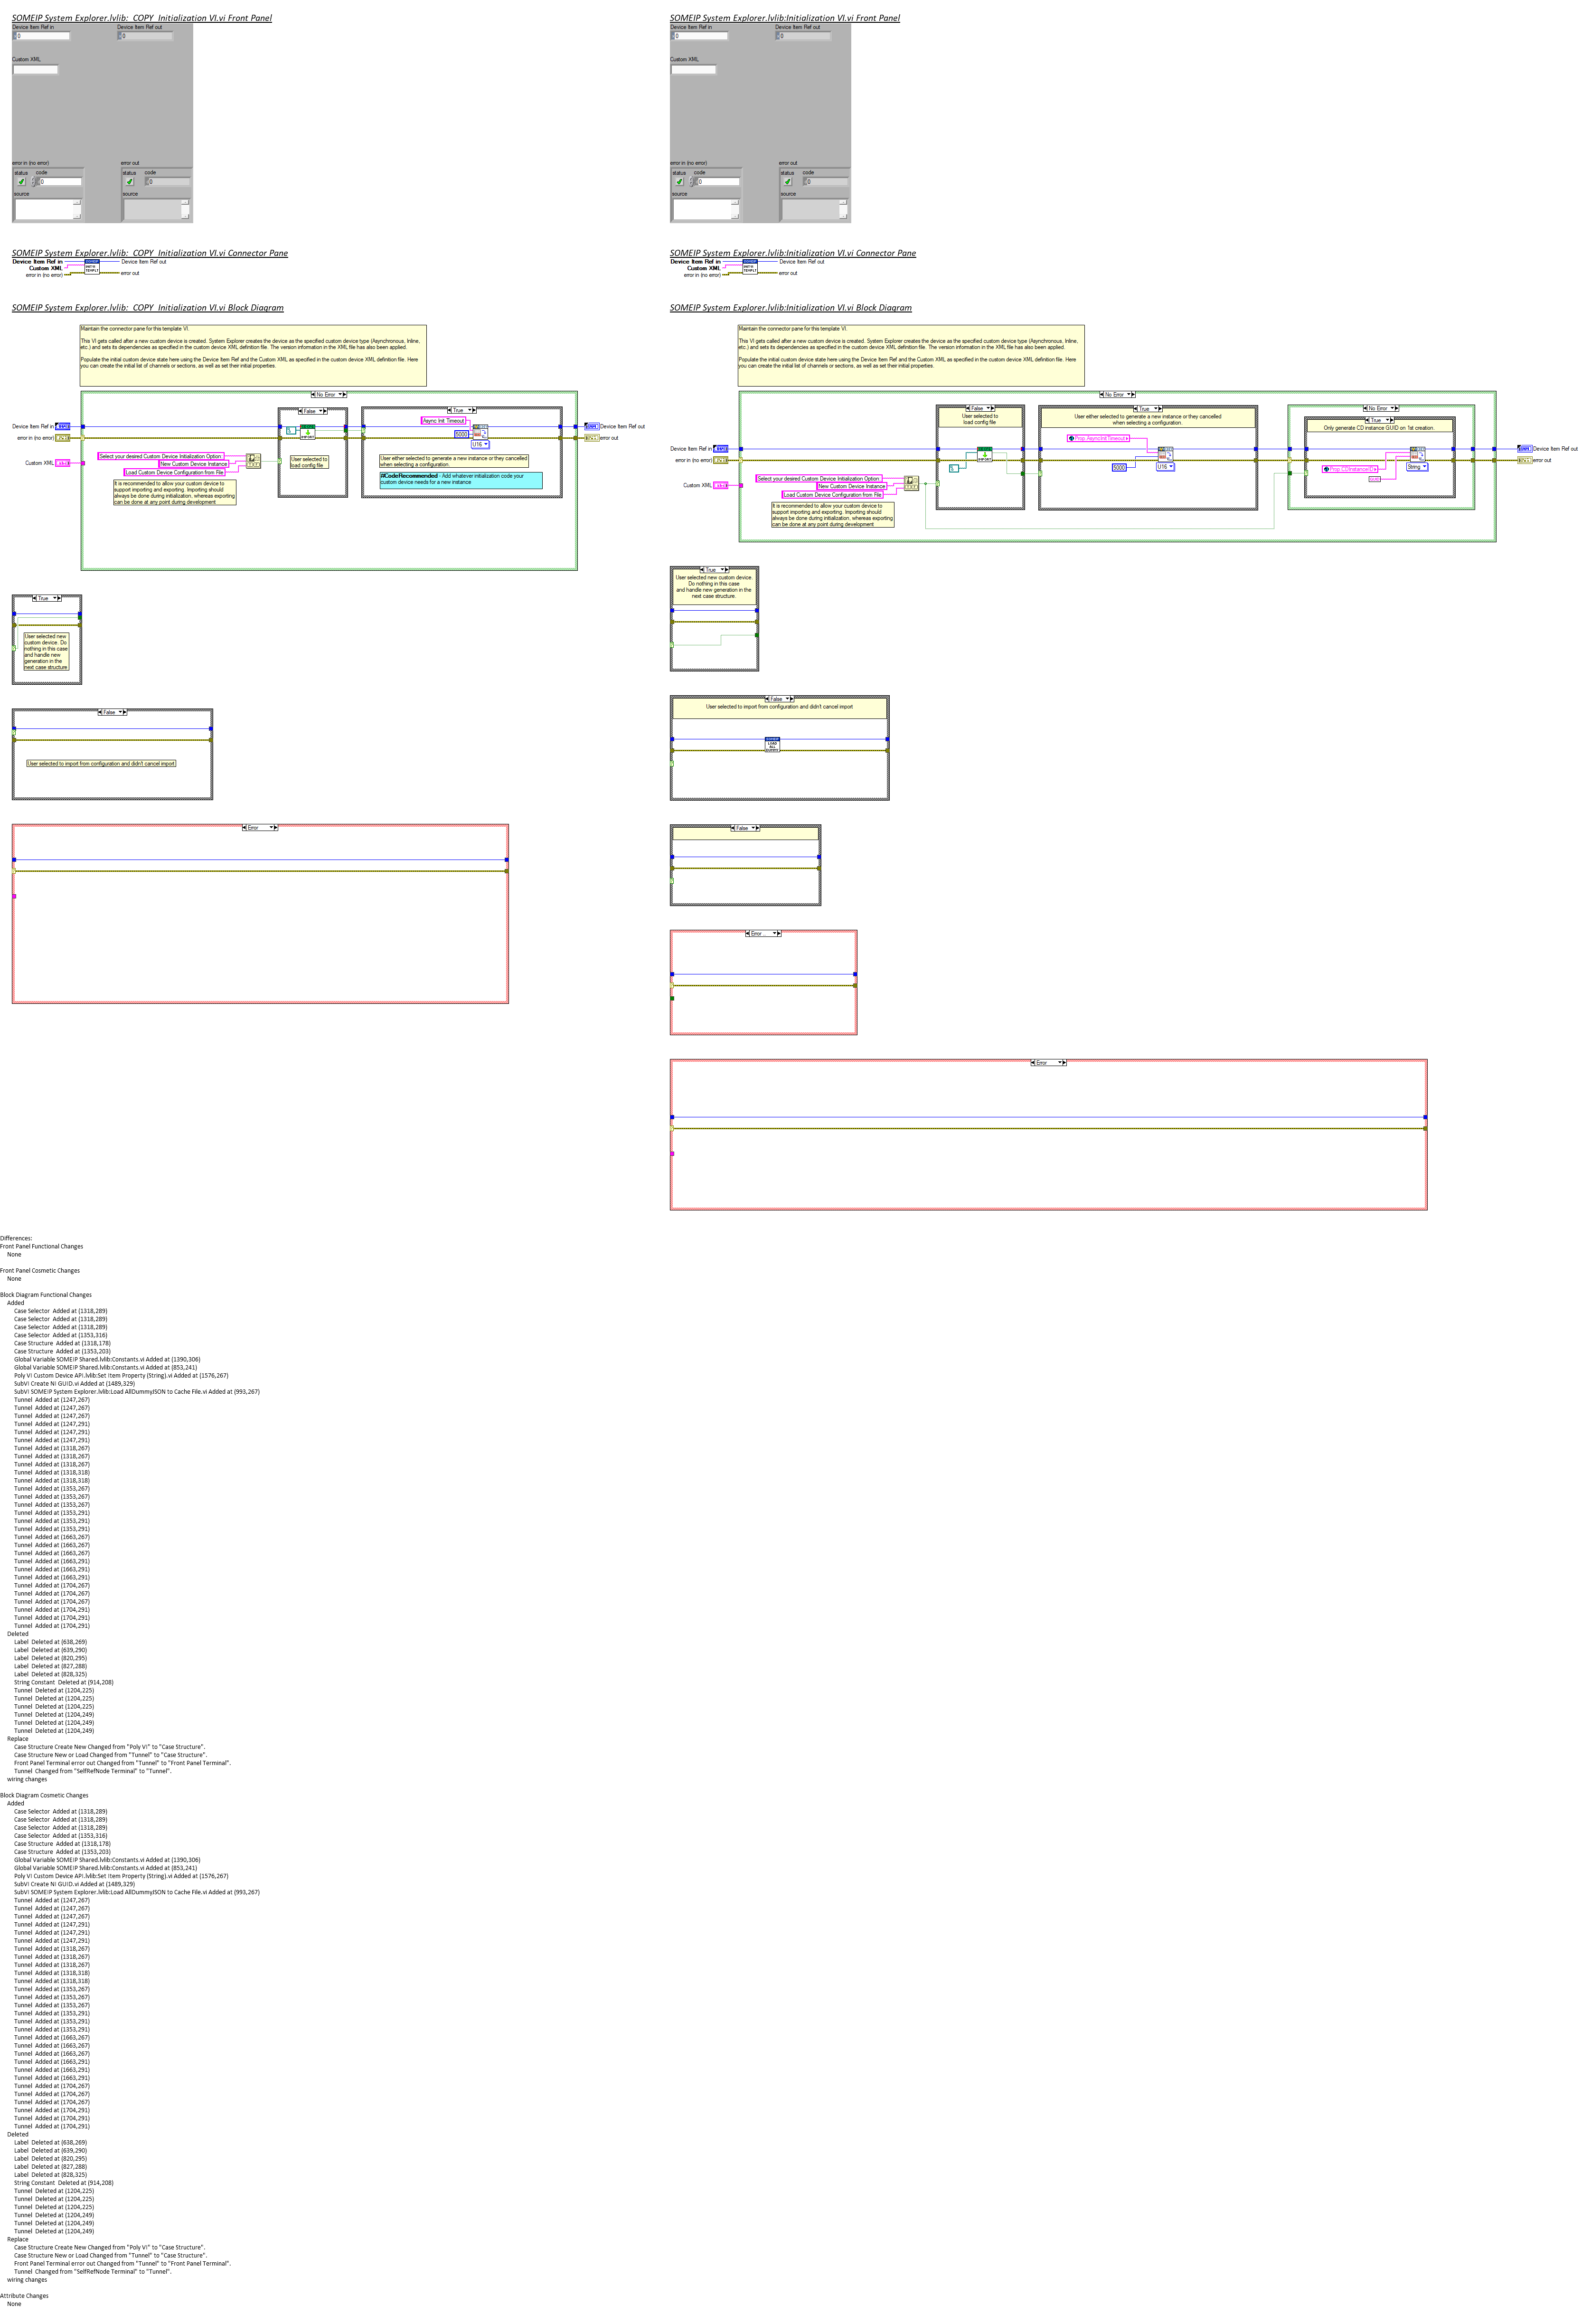 SOMEIP System Explorer.lvlib:_COPY_Initialization VI.vi Front Panel
Device Item Ref in
Device Item Ref out
0
0
Custom XML
error in (no error)
error out
status
code
status
code
0
0
source
source
SOMEIP System Explorer.lvlib:_COPY_Initialization VI.vi Connector Pane
Device Item Ref in
Device Item Ref out
Custom XML
error in (no error)
error out
SOMEIP System Explorer.lvlib:_COPY_Initialization VI.vi Block Diagram
Maintain the connector pane for this template VI.
This VI gets called after a new custom device is created. System Explorer creates the device as the specified custom device type (Asynchronous, Inline,
etc.) and sets its dependencies as specified in the custom device XML definition file. The version information in the XML file has also been applied.
Populate the initial custom device state here using the Device Item Ref and the Custom XML as specified in the custom device XML definition file. Here
you can create the initial list of channels or sections, as well as set their initial properties.
No Error
False
True
Async Init Timeout
Device Item Ref in
Device Item Ref out
error in (no error)
5000
error out
U16
Select your desired Custom Device Initialization Option:
New Custom Device Instance
Load Custom Device Configuration from File
Custom XML
User selected to
load config file
User either selected to generate a new instance or they cancelled
when selecting a configuration.
#CodeRecommended - Add whatever initialization code your
custom device needs for a new instance
It is recommended to allow your custom device to
support importing and exporting. Importing should
always be done during initialization, whereas exporting
can be done at any point during development
True
User selected new
custom device. Do
nothing in this case
and handle new
generation in the
next case structure.
False
User selected to import from configuration and didn't cancel import
Error
SOMEIP System Explorer.lvlib:Initialization VI.vi Front Panel
Device Item Ref in
Device Item Ref out
0
0
Custom XML
error in (no error)
error out
status
code
status
code
0
0
source
source
SOMEIP System Explorer.lvlib:Initialization VI.vi Connector Pane
Device Item Ref in
Device Item Ref out
Custom XML
error in (no error)
error out
SOMEIP System Explorer.lvlib:Initialization VI.vi Block Diagram
Maintain the connector pane for this template VI.
This VI gets called after a new custom device is created. System Explorer creates the device as the specified custom device type (Asynchronous, Inline,
etc.) and sets its dependencies as specified in the custom device XML definition file. The version information in the XML file has also been applied.
Populate the initial custom device state here using the Device Item Ref and the Custom XML as specified in the custom device XML definition file. Here
you can create the initial list of channels or sections, as well as set their initial properties.
No Error
False
User selected to
load config file
True
User either selected to generate a new instance or they cancelled
when selecting a configuration.
No Error
True
Only generate CD instance GUID on 1st creation.
Prop.AsyncInitTimeout
Device Item Ref in
Device Item Ref out
error in (no error)
error out
5000
U16
Prop.CDInstanceID
String
GUID
Select your desired Custom Device Initialization Option:
New Custom Device Instance
Load Custom Device Configuration from File
Custom XML
It is recommended to allow your custom device to
support importing and exporting. Importing should
always be done during initialization, whereas exporting
can be done at any point during development
True
User selected new custom device.
Do nothing in this case
and handle new generation in the
next case structure.
False
User selected to import from configuration and didn't cancel import
LOAD
ALL
False
Error
Error
Differences:
Front Panel Functional Changes
None
Front Panel Cosmetic Changes
None
Block Diagram Functional Changes
Added
Case Selector  Added at (1318,289)
Case Selector  Added at (1318,289)
Case Selector  Added at (1318,289)
Case Selector  Added at (1353,316)
Case Structure  Added at (1318,178)
Case Structure  Added at (1353,203)
Global Variable SOMEIP Shared.lvlib:Constants.vi Added at (1390,306)
Global Variable SOMEIP Shared.lvlib:Constants.vi Added at (853,241)
Poly VI Custom Device API.lvlib:Set Item Property (String).vi Added at (1576,267)
SubVI Create NI GUID.vi Added at (1489,329)
SubVI SOMEIP System Explorer.lvlib:Load AllDummyJSON to Cache File.vi Added at (993,267)
Tunnel  Added at (1247,267)
Tunnel  Added at (1247,267)
Tunnel  Added at (1247,267)
Tunnel  Added at (1247,291)
Tunnel  Added at (1247,291)
Tunnel  Added at (1247,291)
Tunnel  Added at (1318,267)
Tunnel  Added at (1318,267)
Tunnel  Added at (1318,267)
Tunnel  Added at (1318,318)
Tunnel  Added at (1318,318)
Tunnel  Added at (1353,267)
Tunnel  Added at (1353,267)
Tunnel  Added at (1353,267)
Tunnel  Added at (1353,291)
Tunnel  Added at (1353,291)
Tunnel  Added at (1353,291)
Tunnel  Added at (1663,267)
Tunnel  Added at (1663,267)
Tunnel  Added at (1663,267)
Tunnel  Added at (1663,291)
Tunnel  Added at (1663,291)
Tunnel  Added at (1663,291)
Tunnel  Added at (1704,267)
Tunnel  Added at (1704,267)
Tunnel  Added at (1704,267)
Tunnel  Added at (1704,291)
Tunnel  Added at (1704,291)
Tunnel  Added at (1704,291)
Deleted
Label  Deleted at (638,269)
Label  Deleted at (639,290)
Label  Deleted at (820,295)
Label  Deleted at (827,288)
Label  Deleted at (828,325)
String Constant  Deleted at (914,208)
Tunnel  Deleted at (1204,225)
Tunnel  Deleted at (1204,225)
Tunnel  Deleted at (1204,225)
Tunnel  Deleted at (1204,249)
Tunnel  Deleted at (1204,249)
Tunnel  Deleted at (1204,249)
Replace
Case Structure Create New Changed from "Poly VI" to "Case Structure".
Case Structure New or Load Changed from "Tunnel" to "Case Structure".
Front Panel Terminal error out Changed from "Tunnel" to "Front Panel Terminal".
Tunnel  Changed from "SelfRefNode Terminal" to "Tunnel".
wiring changes
Block Diagram Cosmetic Changes
Added
Case Selector  Added at (1318,289)
Case Selector  Added at (1318,289)
Case Selector  Added at (1318,289)
Case Selector  Added at (1353,316)
Case Structure  Added at (1318,178)
Case Structure  Added at (1353,203)
Global Variable SOMEIP Shared.lvlib:Constants.vi Added at (1390,306)
Global Variable SOMEIP Shared.lvlib:Constants.vi Added at (853,241)
Poly VI Custom Device API.lvlib:Set Item Property (String).vi Added at (1576,267)
SubVI Create NI GUID.vi Added at (1489,329)
SubVI SOMEIP System Explorer.lvlib:Load AllDummyJSON to Cache File.vi Added at (993,267)
Tunnel  Added at (1247,267)
Tunnel  Added at (1247,267)
Tunnel  Added at (1247,267)
Tunnel  Added at (1247,291)
Tunnel  Added at (1247,291)
Tunnel  Added at (1247,291)
Tunnel  Added at (1318,267)
Tunnel  Added at (1318,267)
Tunnel  Added at (1318,267)
Tunnel  Added at (1318,318)
Tunnel  Added at (1318,318)
Tunnel  Added at (1353,267)
Tunnel  Added at (1353,267)
Tunnel  Added at (1353,267)
Tunnel  Added at (1353,291)
Tunnel  Added at (1353,291)
Tunnel  Added at (1353,291)
Tunnel  Added at (1663,267)
Tunnel  Added at (1663,267)
Tunnel  Added at (1663,267)
Tunnel  Added at (1663,291)
Tunnel  Added at (1663,291)
Tunnel  Added at (1663,291)
Tunnel  Added at (1704,267)
Tunnel  Added at (1704,267)
Tunnel  Added at (1704,267)
Tunnel  Added at (1704,291)
Tunnel  Added at (1704,291)
Tunnel  Added at (1704,291)
Deleted
Label  Deleted at (638,269)
Label  Deleted at (639,290)
Label  Deleted at (820,295)
Label  Deleted at (827,288)
Label  Deleted at (828,325)
String Constant  Deleted at (914,208)
Tunnel  Deleted at (1204,225)
Tunnel  Deleted at (1204,225)
Tunnel  Deleted at (1204,225)
Tunnel  Deleted at (1204,249)
Tunnel  Deleted at (1204,249)
Tunnel  Deleted at (1204,249)
Replace
Case Structure Create New Changed from "Poly VI" to "Case Structure".
Case Structure New or Load Changed from "Tunnel" to "Case Structure".
Front Panel Terminal error out Changed from "Tunnel" to "Front Panel Terminal".
Tunnel  Changed from "SelfRefNode Terminal" to "Tunnel".
wiring changes
Attribute Changes
None